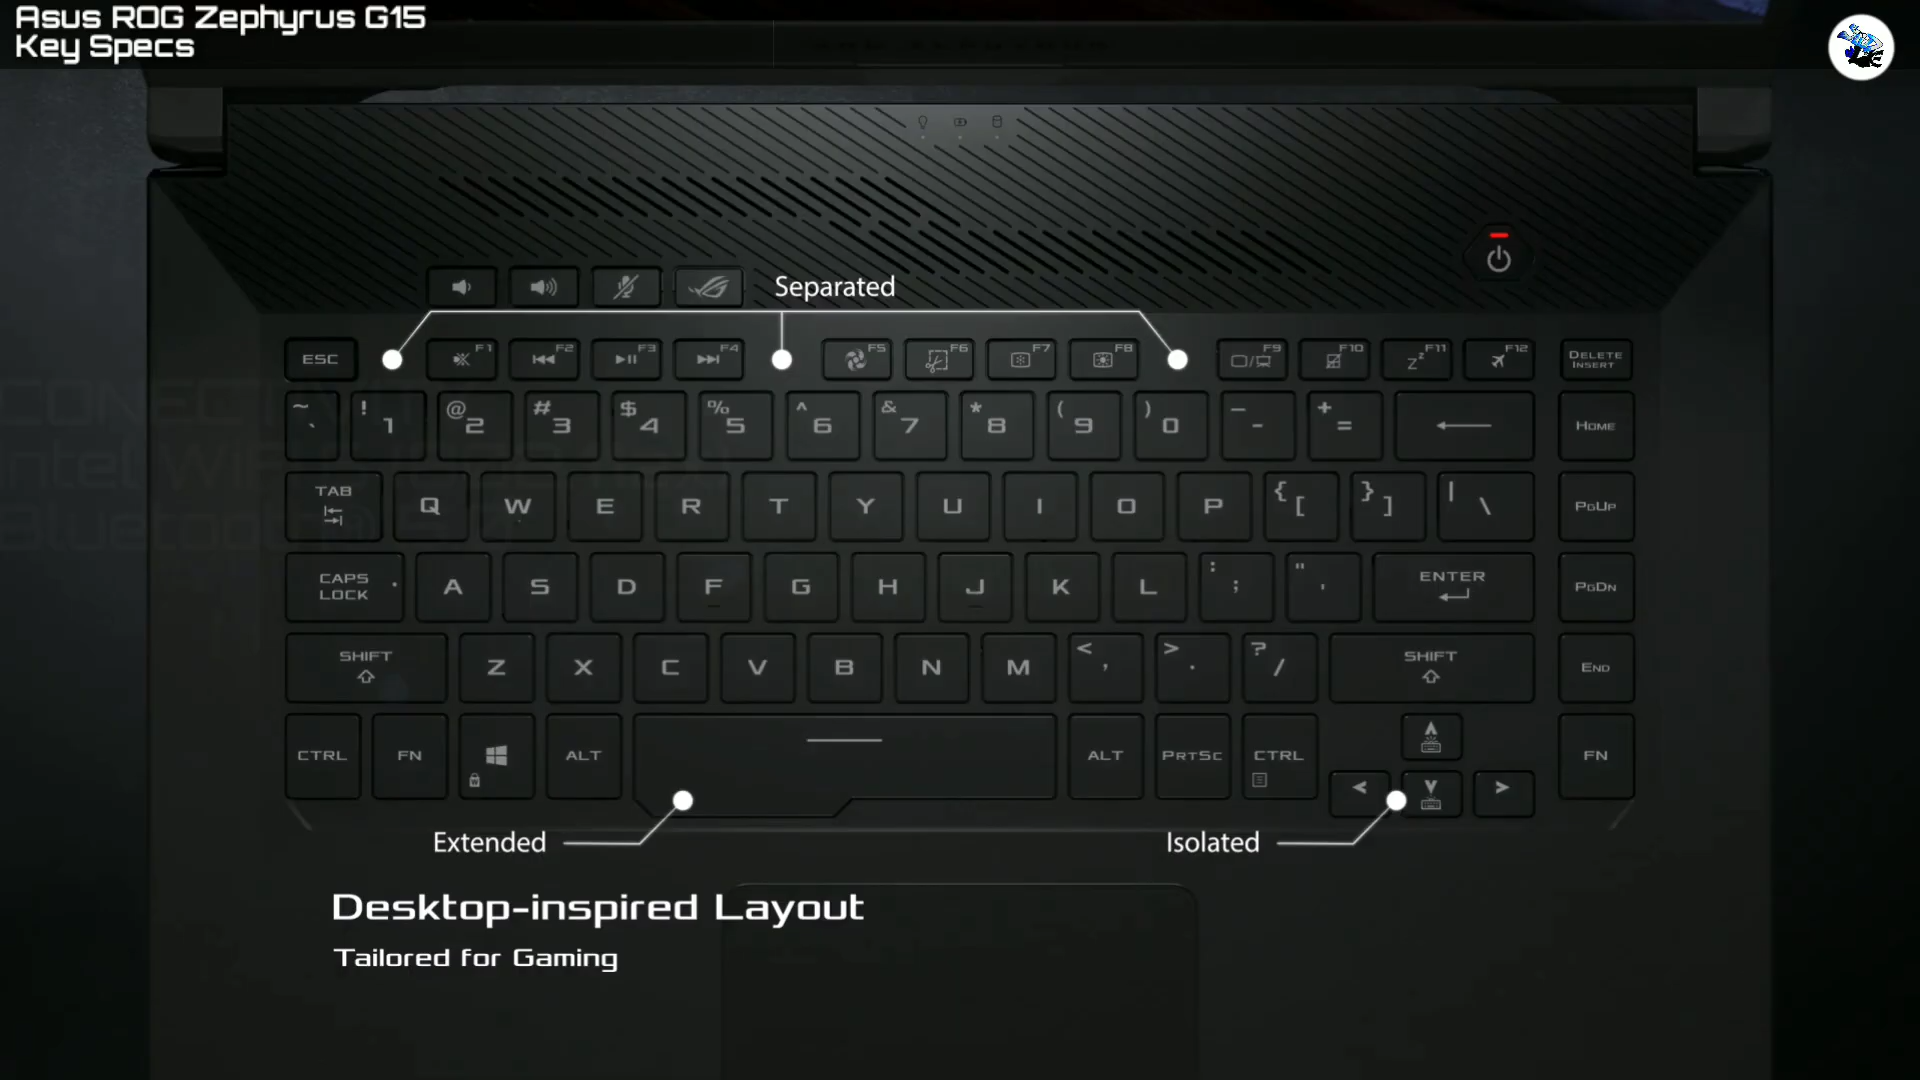 Asus ROG Zephyrus G15
Key Specs
Separated
ESC F1 F2 F3 F4 F5 F6 F7 F8 F9 F10 F11 F12 DELETE
INSERT
~ ` ! 1 @ 2 # 3 $ 4 % 5 ^ 6 & 7 * 8 ( 9 ) 0 _ - + = HOME
TAB Q W E R T Y U I O P { [ } ] | \ PGUP
CAPS LOCK A S D F G H J K L : ; " ' ENTER PGDN
SHIFT Z X C V B N M < , > . ? / SHIFT END
CTRL FN ALT ALT PRTSC CTRL FN
Extended
Isolated
Desktop-inspired Layout
Tailored for Gaming